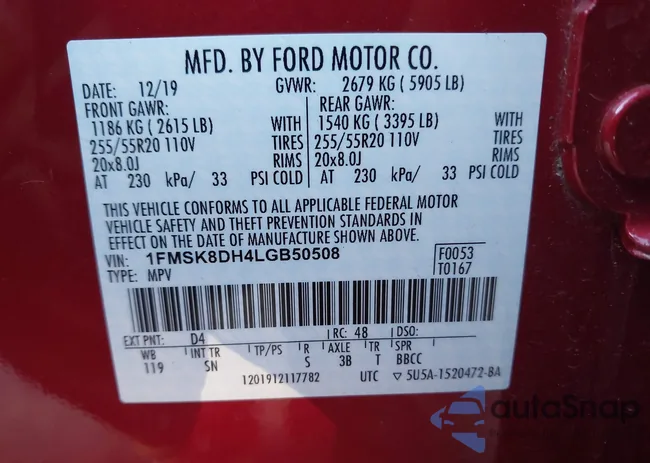 MFD. BY FORD MOTOR CO.
DATE: 12/19 GVWR: 2679 KG ( 5905 LB)
FRONT GAWR: REAR GAWR:
1186 KG ( 2615 LB) WITH 1540 KG ( 3395 LB) WITH
255/55R20 110V TIRES 255/55R20 110V TIRES
20x8.0J RIMS 20x8.0J RIMS
AT 230 kPa/ 33 PSI COLD AT 230 kPa/ 33 PSI COLD
THIS VEHICLE CONFORMS TO ALL APPLICABLE FEDERAL MOTOR
VEHICLE SAFETY AND THEFT PREVENTION STANDARDS IN
EFFECT ON THE DATE OF MANUFACTURE SHOWN ABOVE.
VIN: 1FMSK8DH4LGB50508 F0053
TYPE: MPV T0167
EXT PNT: D4 RC: 48 DSO:
WB INT TR TP/PS R AXLE TR SPR
119 SN S 3B T BBCC
1201912117782 UTC ▽ 5U5A-1520472-BA
autoSnap